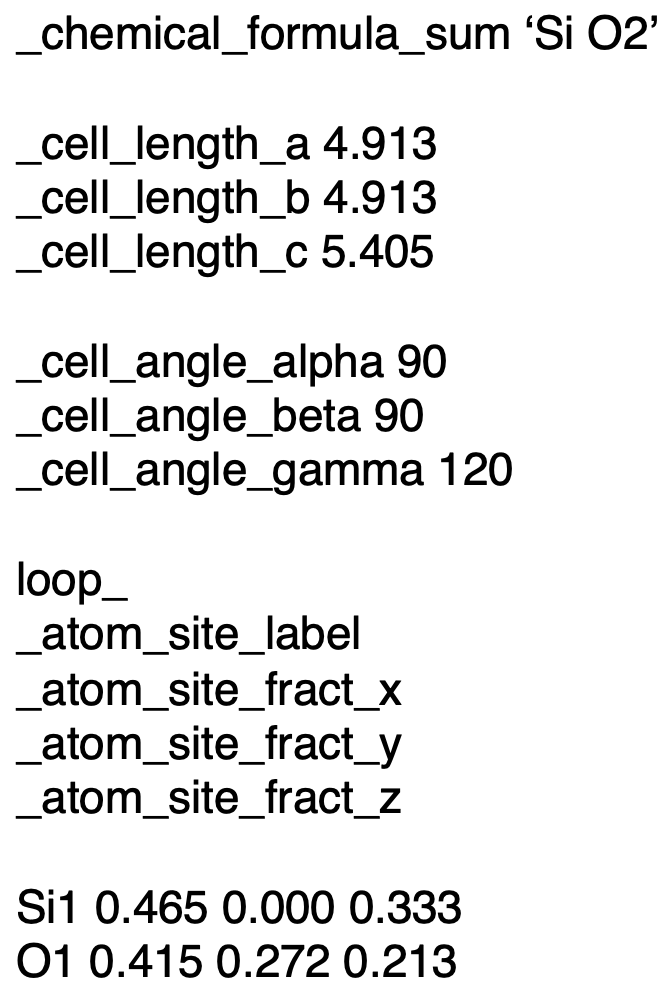 _chemical_formula_sum ‘Si O2’
_cell_length_a 4.913
_cell_length_b 4.913
_cell_length_c 5.405
_cell_angle_alpha 90
_cell_angle_beta 90
_cell_angle_gamma 120
loop_
_atom_site_label
_atom_site_fract_x
_atom_site_fract_y
_atom_site_fract_z
Si1 0.465 0.000 0.333
O1 0.415 0.272 0.213